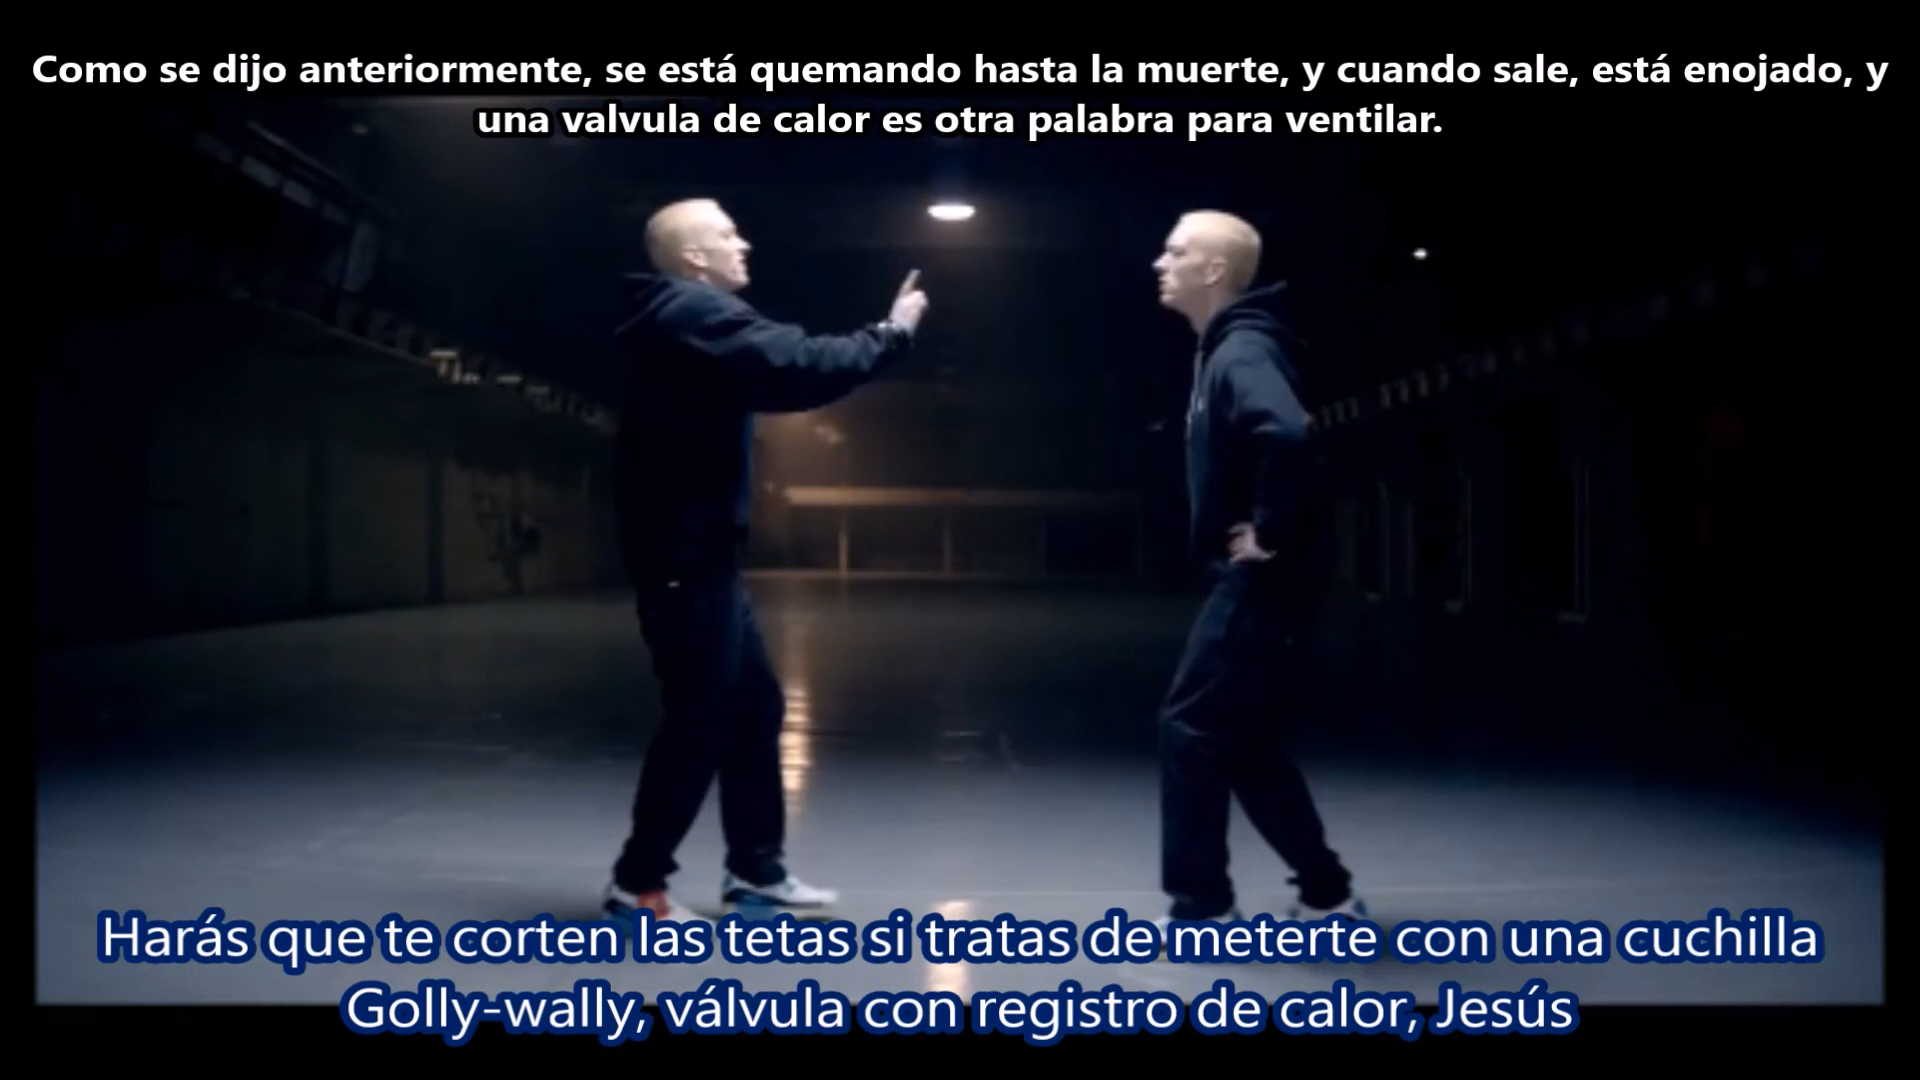 Como se dijo anteriormente, se está quemando hasta la muerte, y cuando sale, está enojado, y
una valvula de calor es otra palabra para ventilar.
Harás que te corten las tetas si tratas de meterte con una cuchilla
Golly-wally, válvula con registro de calor, Jesús